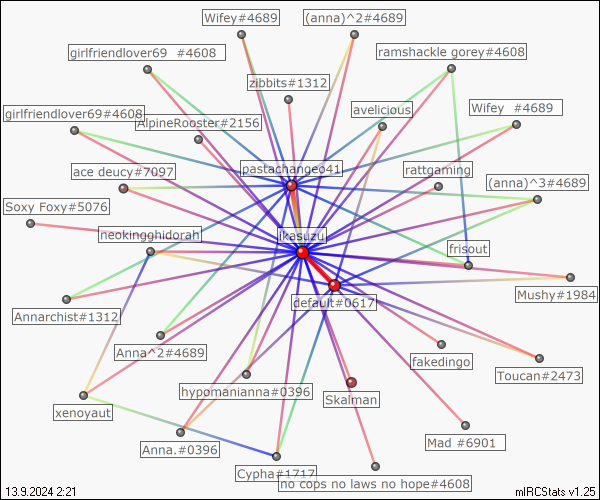 Wifey#4689
(anna)^2#4689
girlfriendlover69 #4608
ramshackle gorey#4608
zibbits#1312
girlfriendlover69#4608
AlpineRooster#2156
avelicious
Wifey #4689
ace deucy#7097
pastachangeo41
rattgaming
(anna)^3#4689
Soxy Foxy#5076
neokingghidorah
ikasuzu
frisout
Mushy#1984
default#0617
Annarchist#1312
Anna^2#4689
fakedingo
Toucan#2473
hypomanianna#0396
Skalman
xenoyaut
Anna.#0396
Mad #6901
Cypha#1717
no cops no laws no hope#4608
13.9.2024 2:21
mIRCStats v1.25